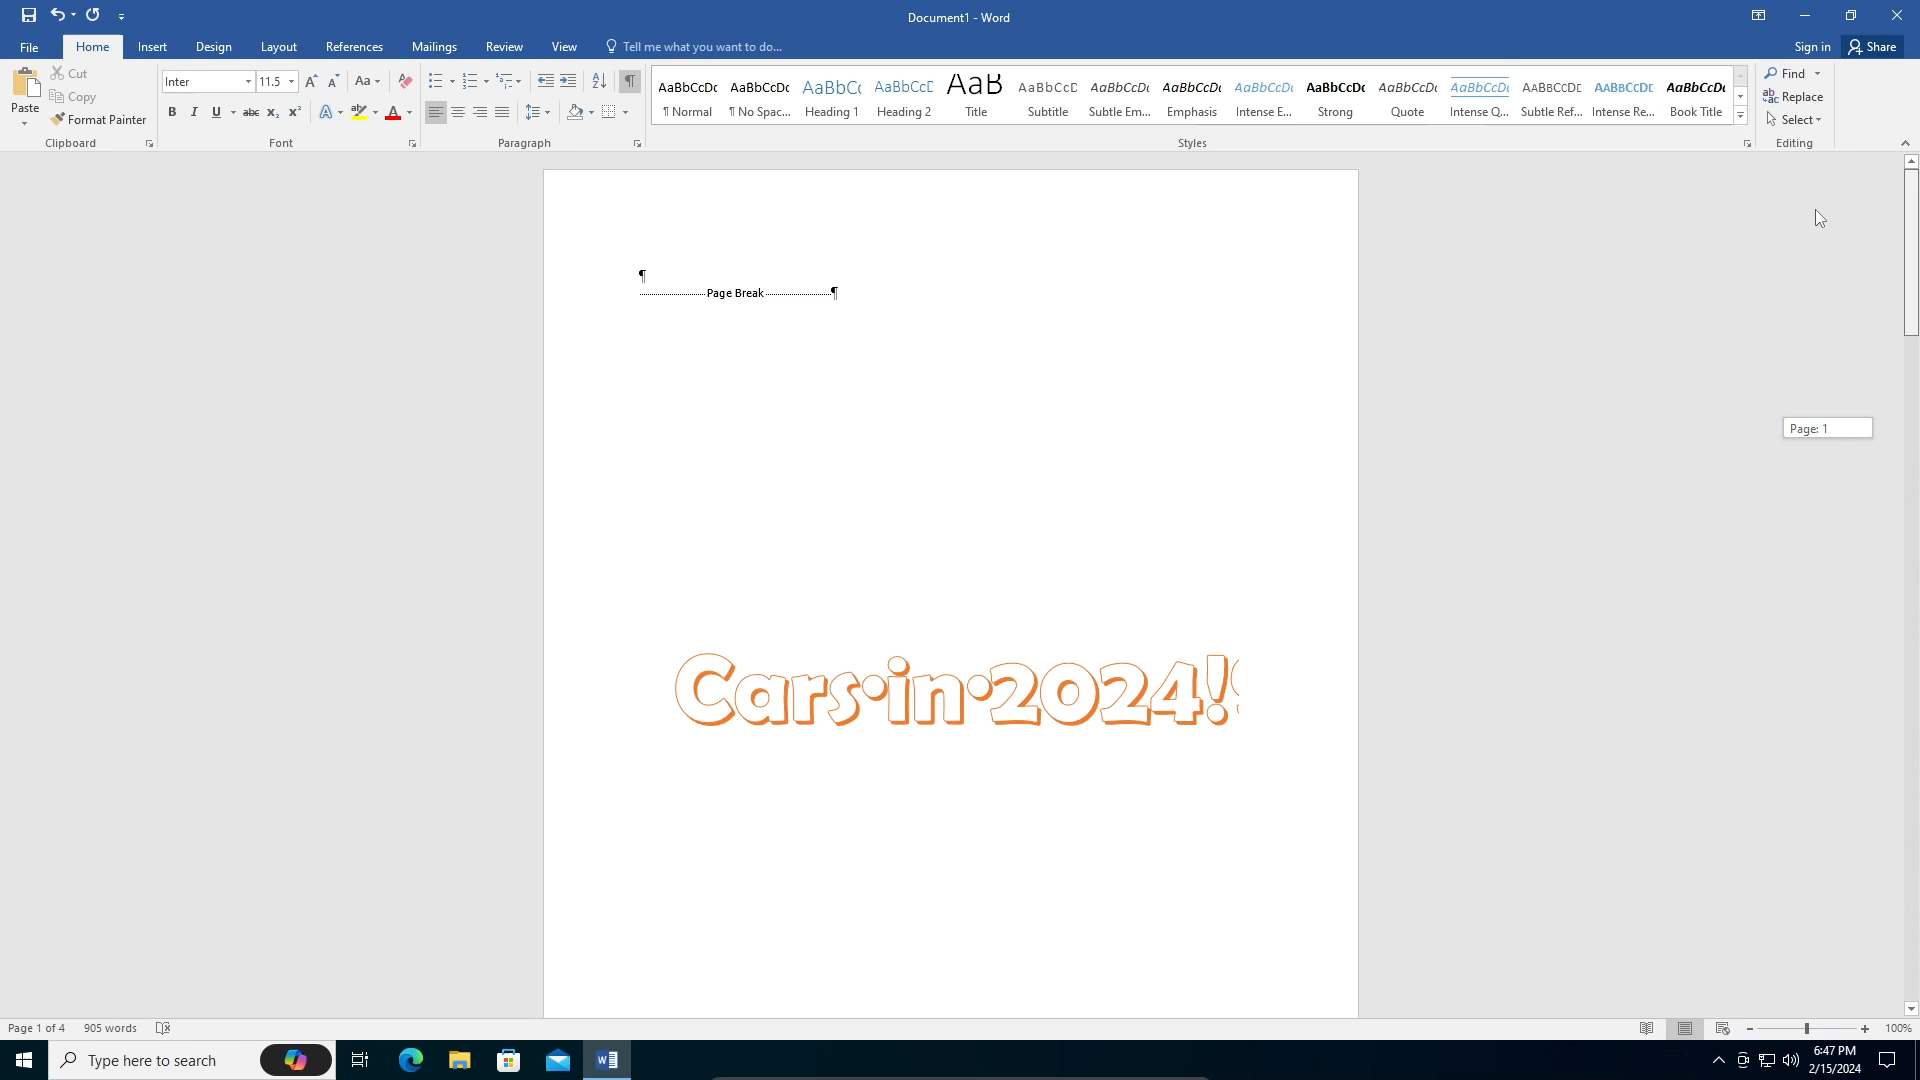 Document1 - Word
File Home Insert Design Layout References Mailings Review View Tell me what you want to do... Sign in Share
Paste
Cut
Copy
Format Painter
Clipboard
Inter 11.5
Font
Paragraph
AaBbCcDc AaBbCcDc AaBbCc AaBbCcD AaB AaBbCcD AaBbCcDc AaBbCcDc AaBbCcDc AaBbCcDc AaBbCcDc AaBbCcDc AABBCCDE AABBCCDE AaBbCcDc
¶ Normal ¶ No Spac... Heading 1 Heading 2 Title Subtitle Subtle Em... Emphasis Intense E... Strong Quote Intense Q... Subtle Ref... Intense Re... Book Title
Styles
Find
Replace
Select
Editing
¶
Page Break ¶
Page: 1
Cars·in·2024!
Page 1 of 4 905 words
100%
Type here to search
6:47 PM
2/15/2024